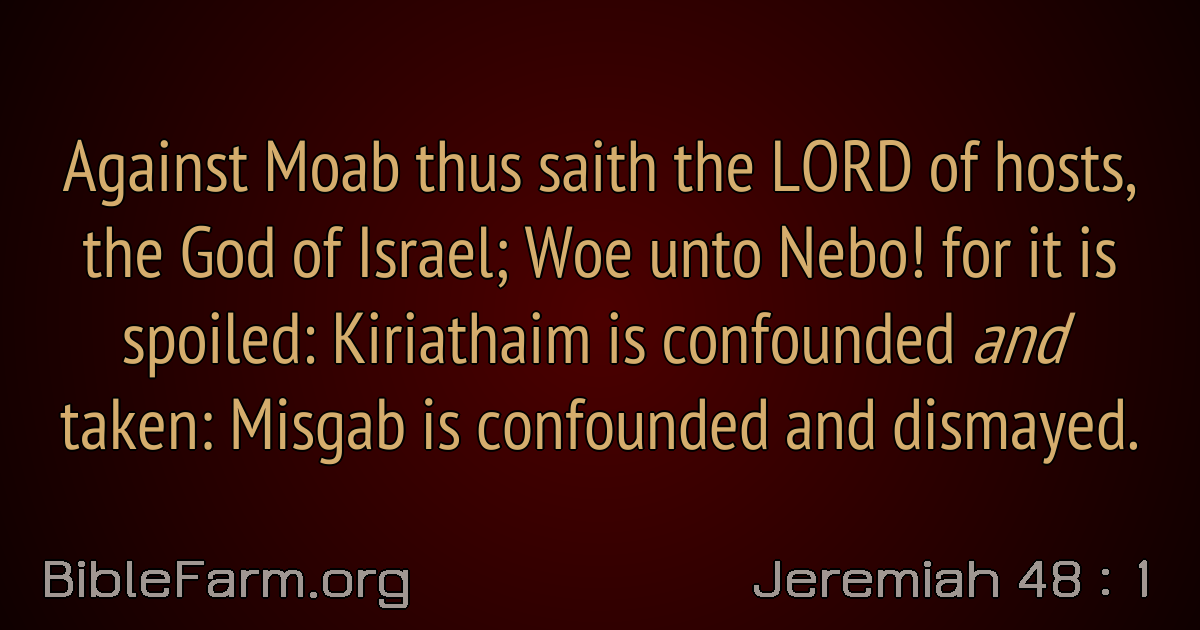 Against Moab thus saith the LORD of hosts,
the God of Israel; Woe unto Nebo! for it is
spoiled: Kiriathaim is confounded and
taken: Misgab is confounded and dismayed.
BibleFarm.org
Jeremiah 48 : 1